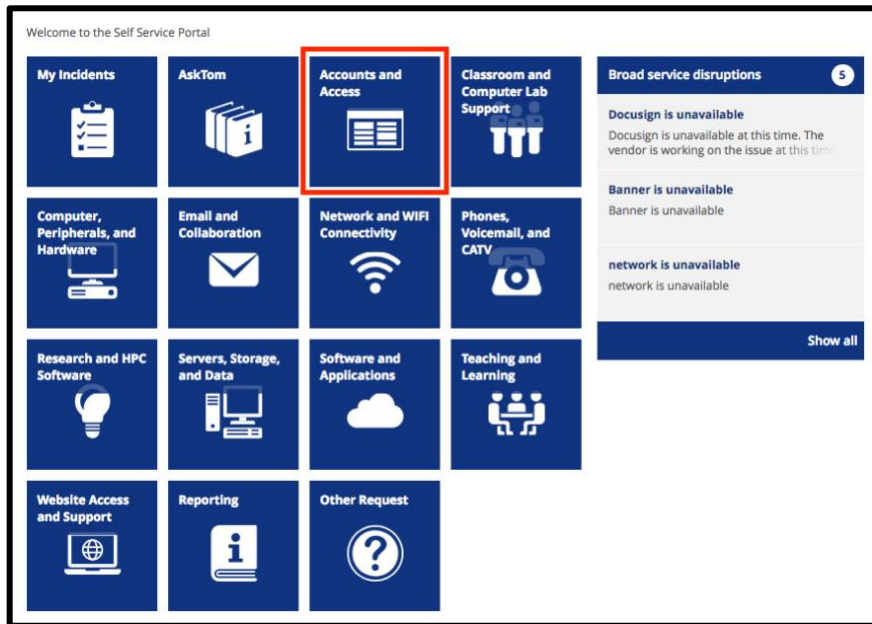 Welcome to the Self Service Portal
My Incidents
AskTom
Accounts and
Access
Classroom and
Computer Lab
Support
Computer,
Peripherals, and
Hardware
Email and
Collaboration
Network and WIFI
Connectivity
Phones,
Voicemail, and
CATV
Research and HPC
Software
Servers, Storage,
and Data
Software and
Applications
Teaching and
Learning
Website Access
and Support
Reporting
Other Request
Broad service disruptions 5
Docusign is unavailable
Docusign is unavailable at this time. The
vendor is working on the issue at this time
Banner is unavailable
Banner is unavailable
network is unavailable
network is unavailable
Show all